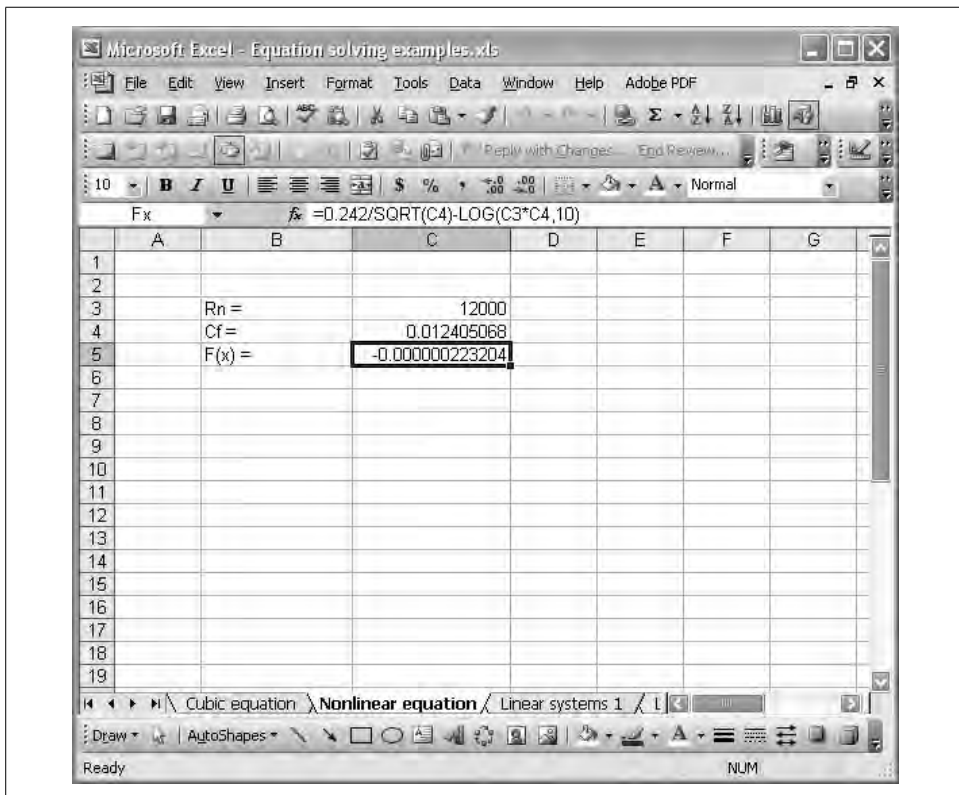 Microsoft Excel - Equation solving examples.xls
File Edit View Insert Format Tools Data Window Help Adobe PDF
Reply with Changes... End Review...
10 B I U $ % , Normal
Fx fx =0.242/SQRT(C4)-LOG(C3*C4,10)
A B C D E F G
1
2
3 Rn = 12000
4 Cf = 0.012405068
5 F(x) = -0.000000223204
6
7
8
9
10
11
12
13
14
15
16
17
18
19
Cubic equation Nonlinear equation Linear systems 1
Draw AutoShapes
Ready NUM